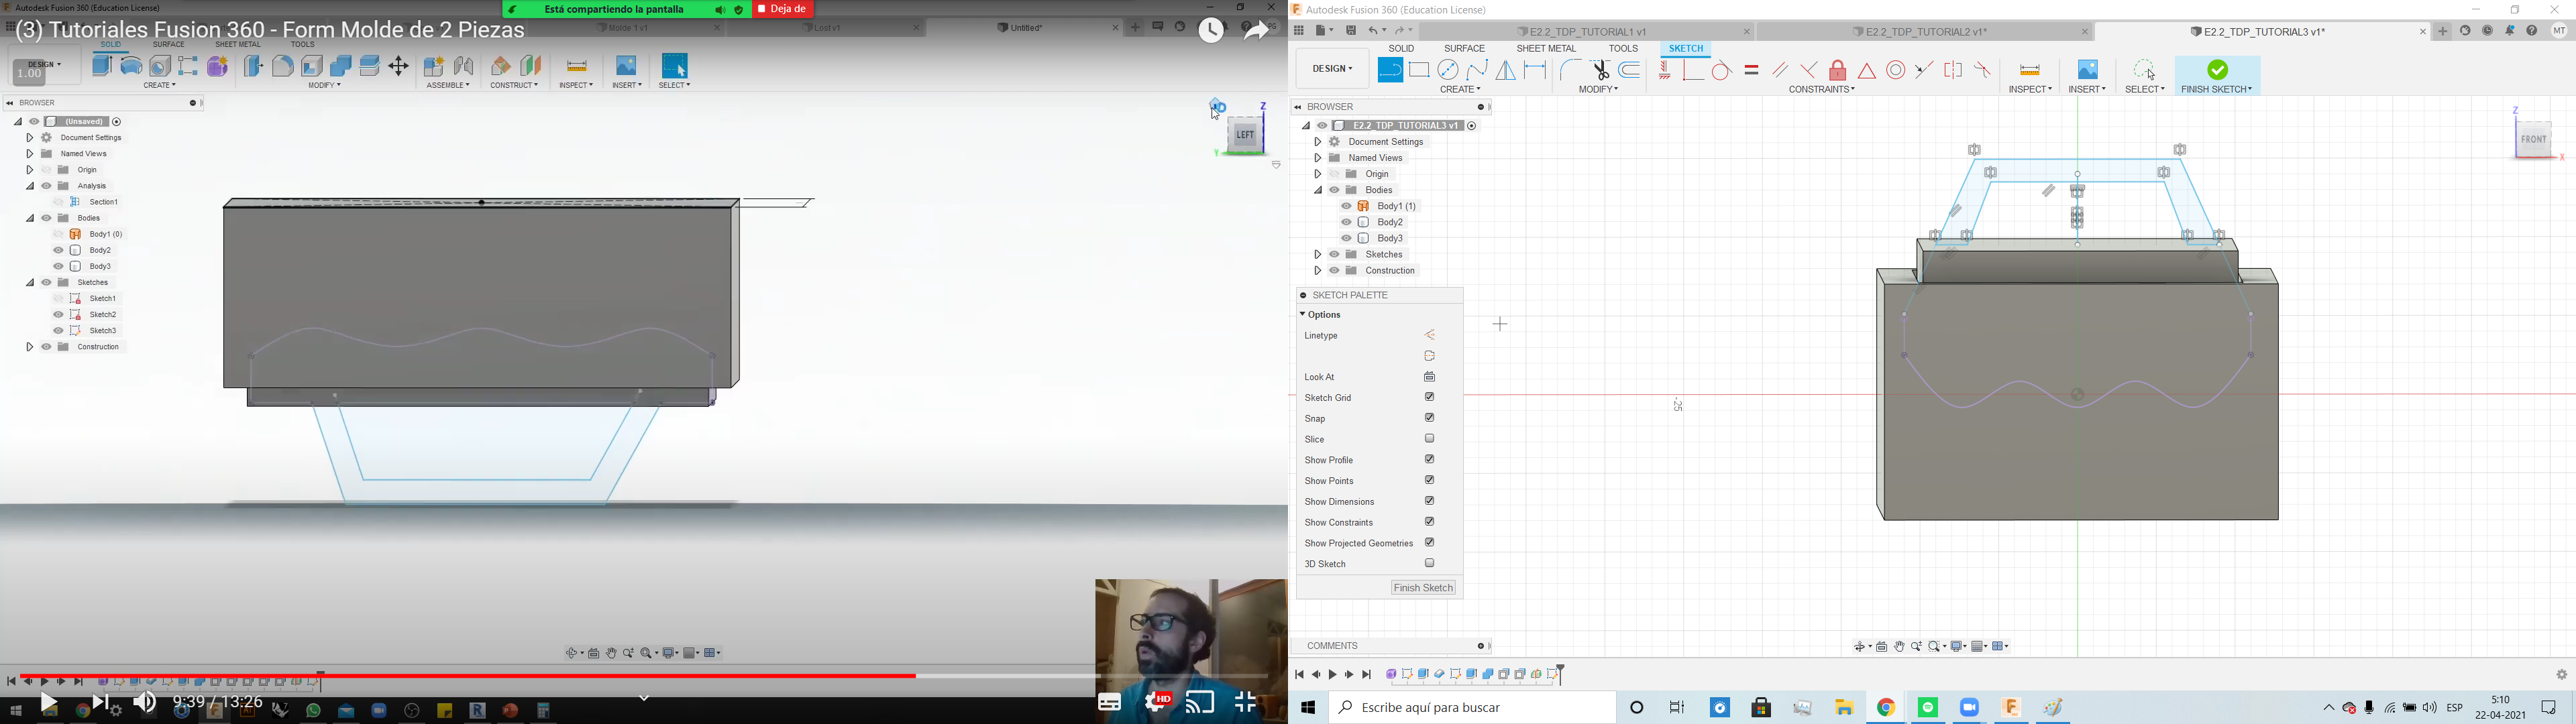 Autodesk Fusion 360 (Education License)
Está compartiendo la pantalla
Deja de
(3) Tutoriales Fusion 360 - Form Molde de 2 Piezas
Molde 1 v1
Lost v1
Untitled*
SOLID
SURFACE
SHEET METAL
TOOLS
DESIGN
1.00
CREATE
MODIFY
ASSEMBLE
CONSTRUCT
INSPECT
INSERT
SELECT
BROWSER
(Unsaved)
Document Settings
Named Views
Origin
Analysis
Section1
Bodies
Body1 (0)
Body2
Body3
Sketches
Sketch1
Sketch2
Sketch3
Construction
LEFT
Z
Y
9:39 / 13:26
HD
Autodesk Fusion 360 (Education License)
E2.2_TDP_TUTORIAL1 v1
E2.2_TDP_TUTORIAL2 v1*
E2.2_TDP_TUTORIAL3 v1*
MT
SOLID
SURFACE
SHEET METAL
TOOLS
SKETCH
DESIGN
CREATE
MODIFY
CONSTRAINTS
INSPECT
INSERT
SELECT
FINISH SKETCH
BROWSER
E2.2_TDP_TUTORIAL3 v1
Document Settings
Named Views
Origin
Bodies
Body1 (1)
Body2
Body3
Sketches
Construction
SKETCH PALETTE
Options
Linetype
Look At
Sketch Grid
Snap
Slice
Show Profile
Show Points
Show Dimensions
Show Constraints
Show Projected Geometries
3D Sketch
Finish Sketch
-25
Z
FRONT
X
COMMENTS
Escribe aquí para buscar
ESP
5:10
22-04-2021